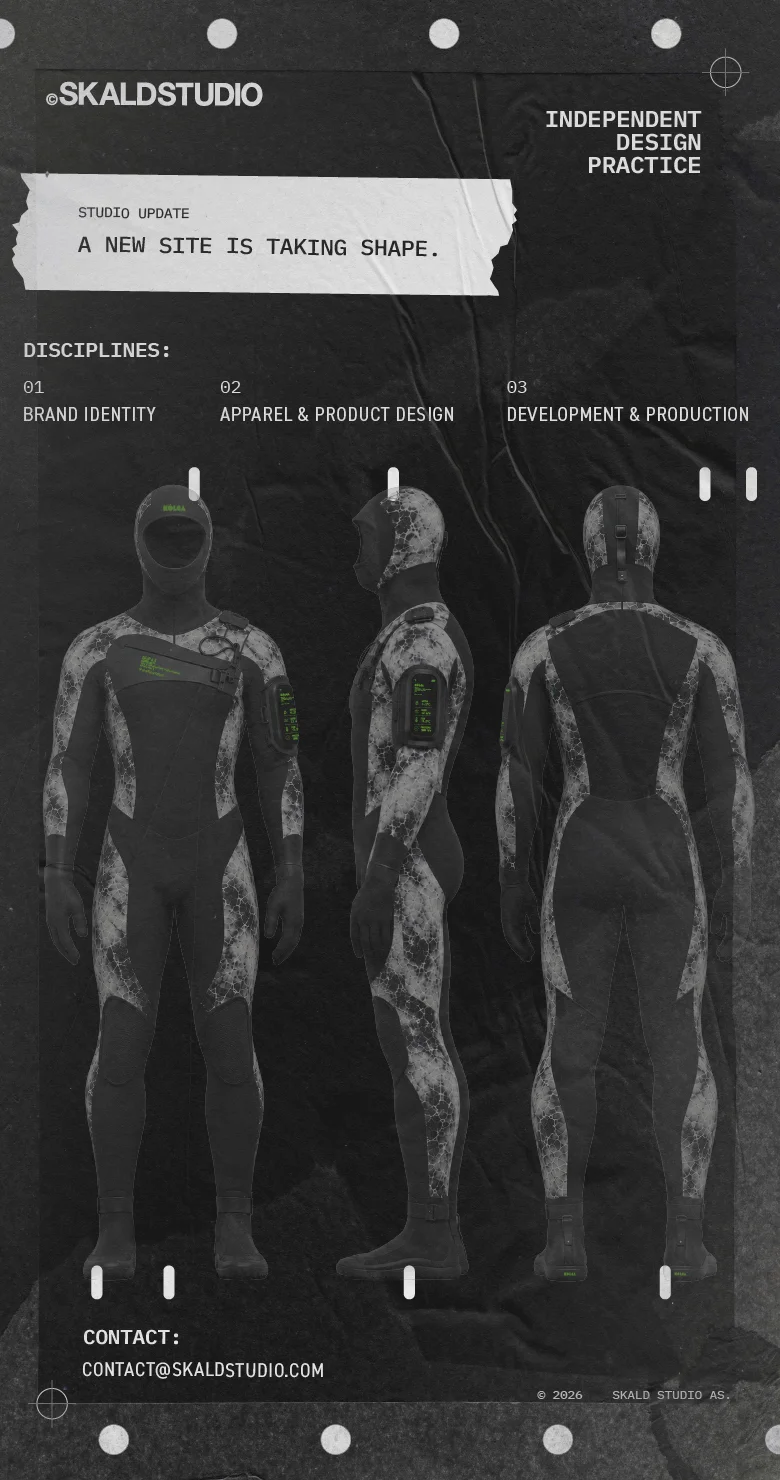 ©SKALDSTUDIO
INDEPENDENT
DESIGN
PRACTICE
STUDIO UPDATE
A NEW SITE IS TAKING SHAPE.
DISCIPLINES:
01
BRAND IDENTITY
02
APPAREL & PRODUCT DESIGN
03
DEVELOPMENT & PRODUCTION
CONTACT:
CONTACT@SKALDSTUDIO.COM
© 2026 SKALD STUDIO AS.